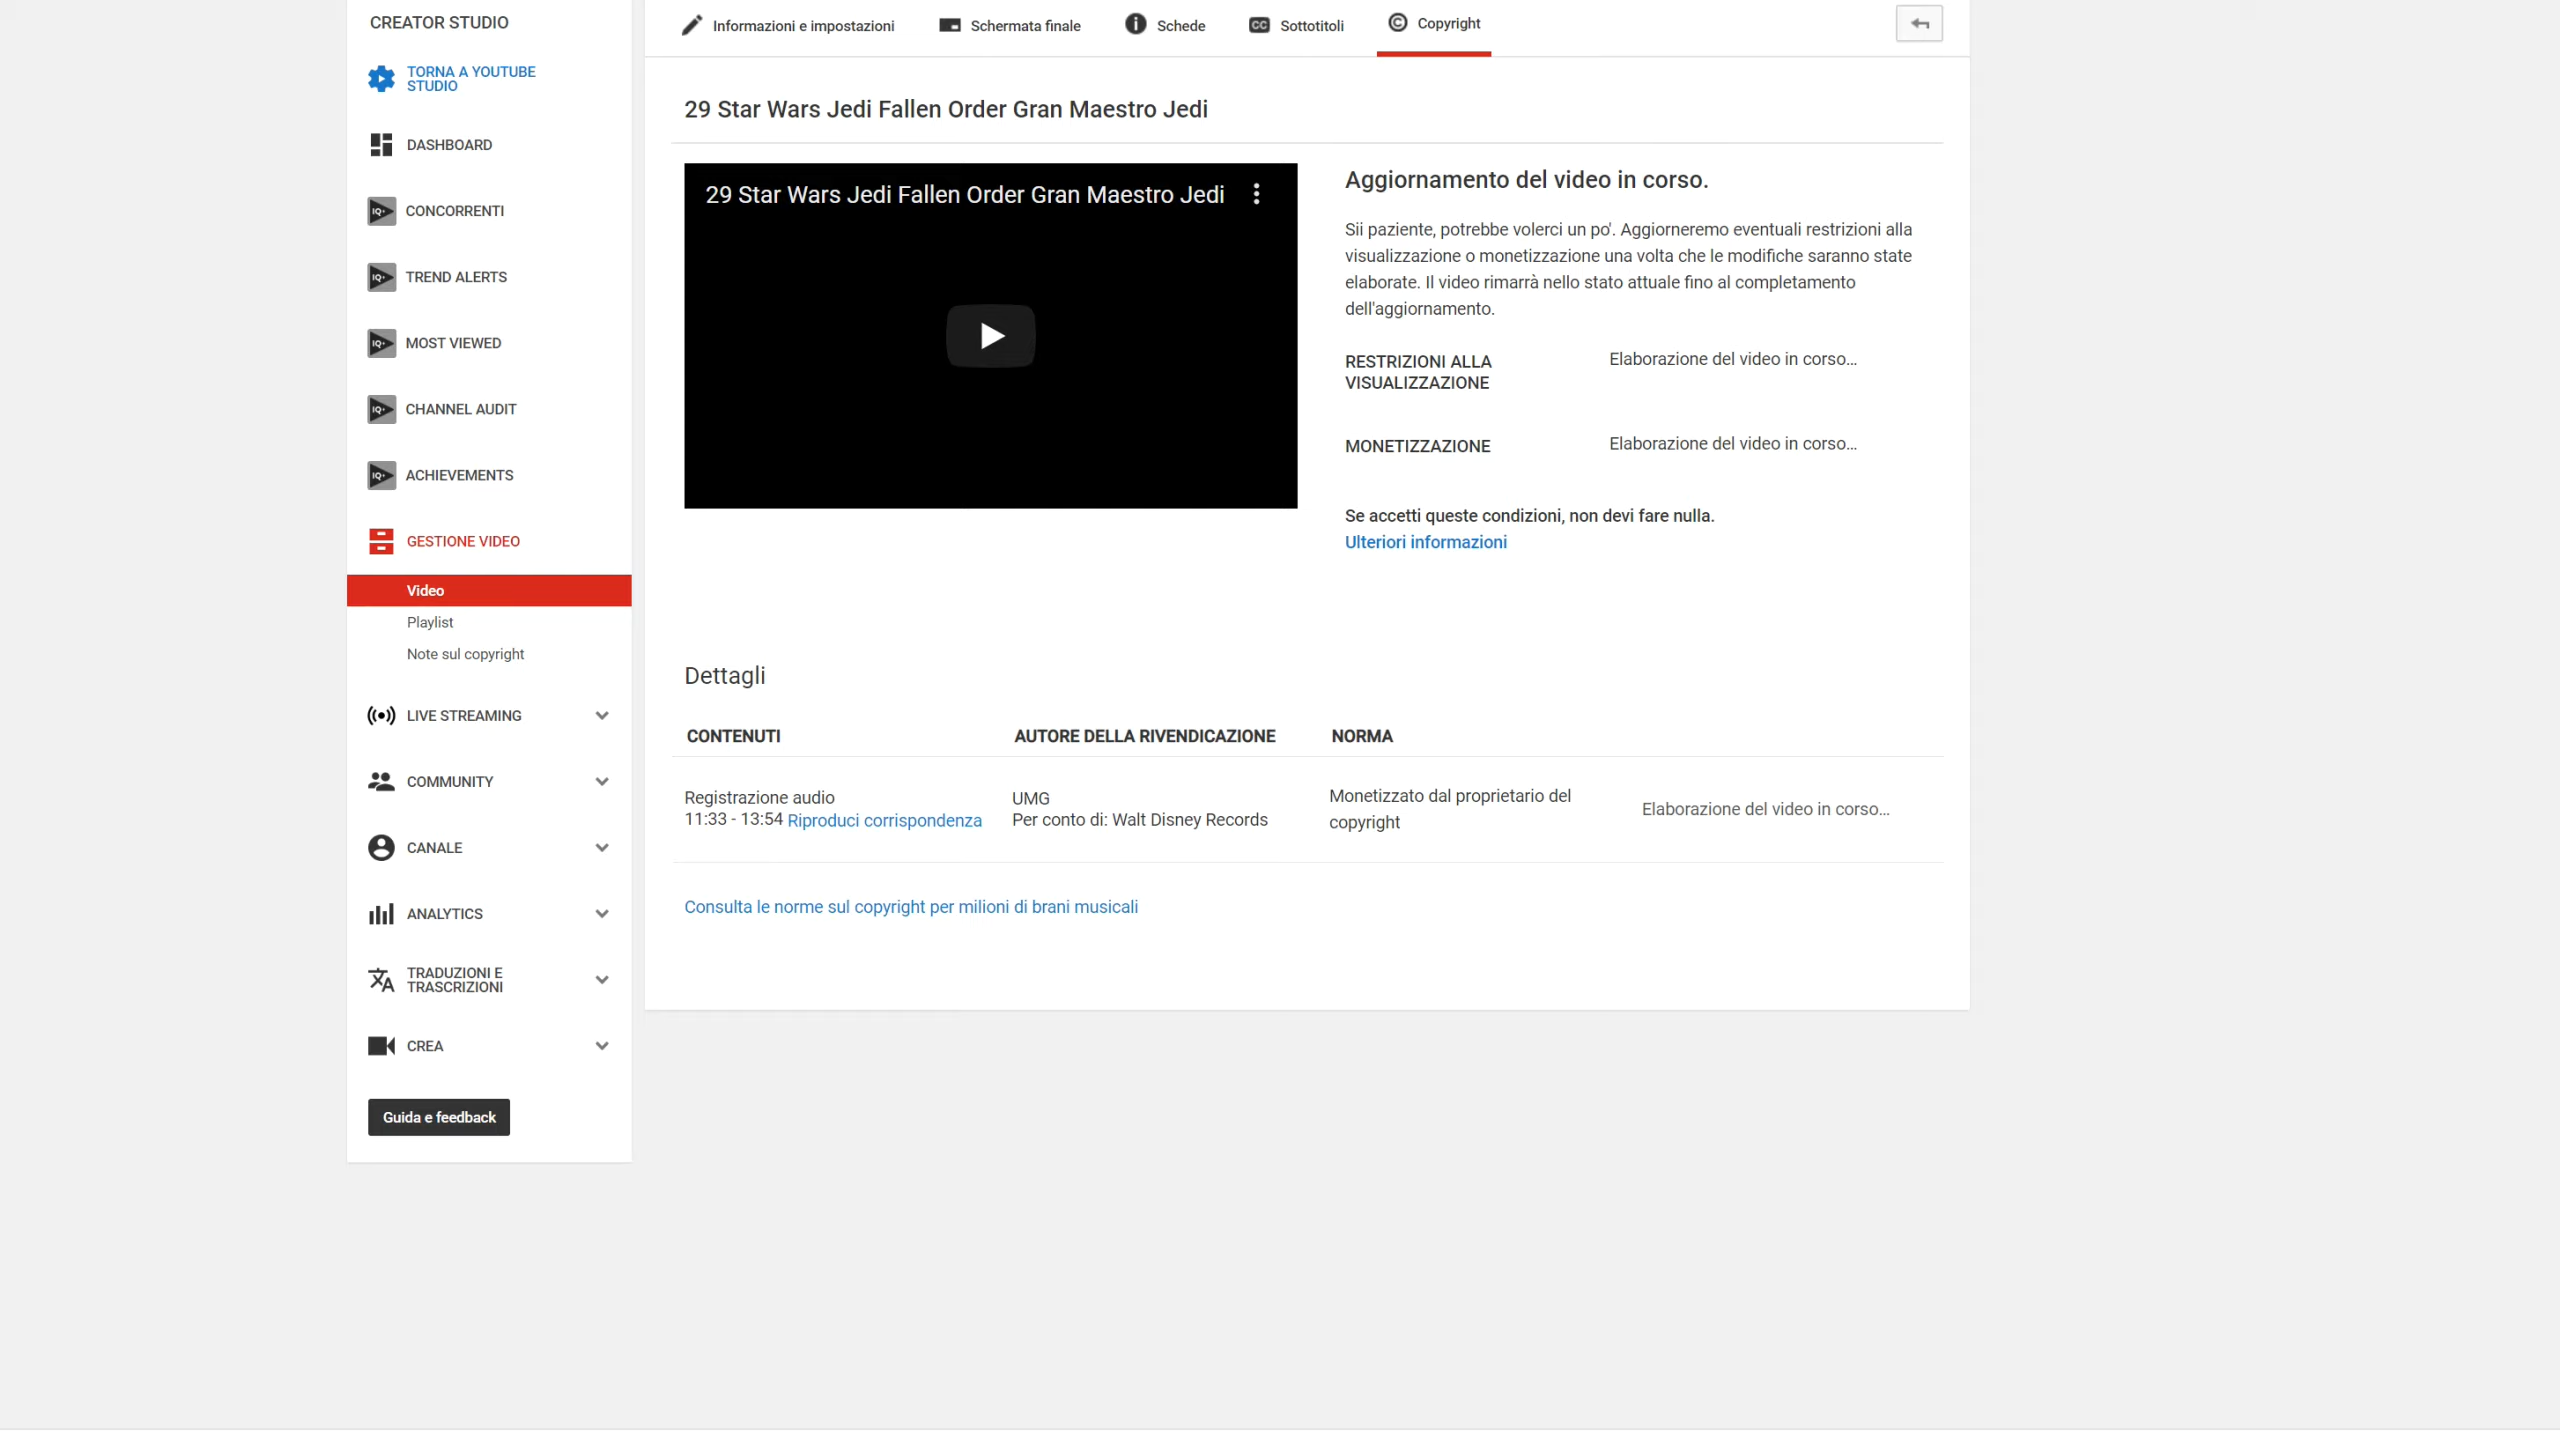 CREATOR STUDIO
TORNA A YOUTUBE
STUDIO
DASHBOARD
IQ+ CONCORRENTI
IQ+ TREND ALERTS
IQ+ MOST VIEWED
IQ+ CHANNEL AUDIT
IQ+ ACHIEVEMENTS
GESTIONE VIDEO
Video
Playlist
Note sul copyright
LIVE STREAMING
COMMUNITY
CANALE
ANALYTICS
TRADUZIONI E
TRASCRIZIONI
CREA
Guida e feedback
Informazioni e impostazioni
Schermata finale
Schede
CC Sottotitoli
© Copyright
29 Star Wars Jedi Fallen Order Gran Maestro Jedi
29 Star Wars Jedi Fallen Order Gran Maestro Jedi
Aggiornamento del video in corso.
Sii paziente, potrebbe volerci un po'. Aggiorneremo eventuali restrizioni alla
visualizzazione o monetizzazione una volta che le modifiche saranno state
elaborate. Il video rimarrà nello stato attuale fino al completamento
dell'aggiornamento.
RESTRIZIONI ALLA
VISUALIZZAZIONE
Elaborazione del video in corso...
MONETIZZAZIONE
Elaborazione del video in corso...
Se accetti queste condizioni, non devi fare nulla.
Ulteriori informazioni
Dettagli
CONTENUTI
AUTORE DELLA RIVENDICAZIONE
NORMA
Registrazione audio
11:33 - 13:54 Riproduci corrispondenza
UMG
Per conto di: Walt Disney Records
Monetizzato dal proprietario del
copyright
Elaborazione del video in corso...
Consulta le norme sul copyright per milioni di brani musicali